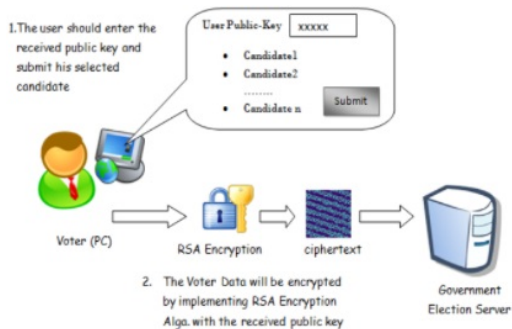 1.The user should enter the
received public key and
submit his selected
candidate
User Public-Key xxxxx
• Candidate1
• Candidate2
........
• Candidate n
Submit
Voter (PC)
RSA Encryption
ciphertext
Government
Election Server
2. The Voter Data will be encrypted
by implementing RSA Encryption
Algo. with the received public key